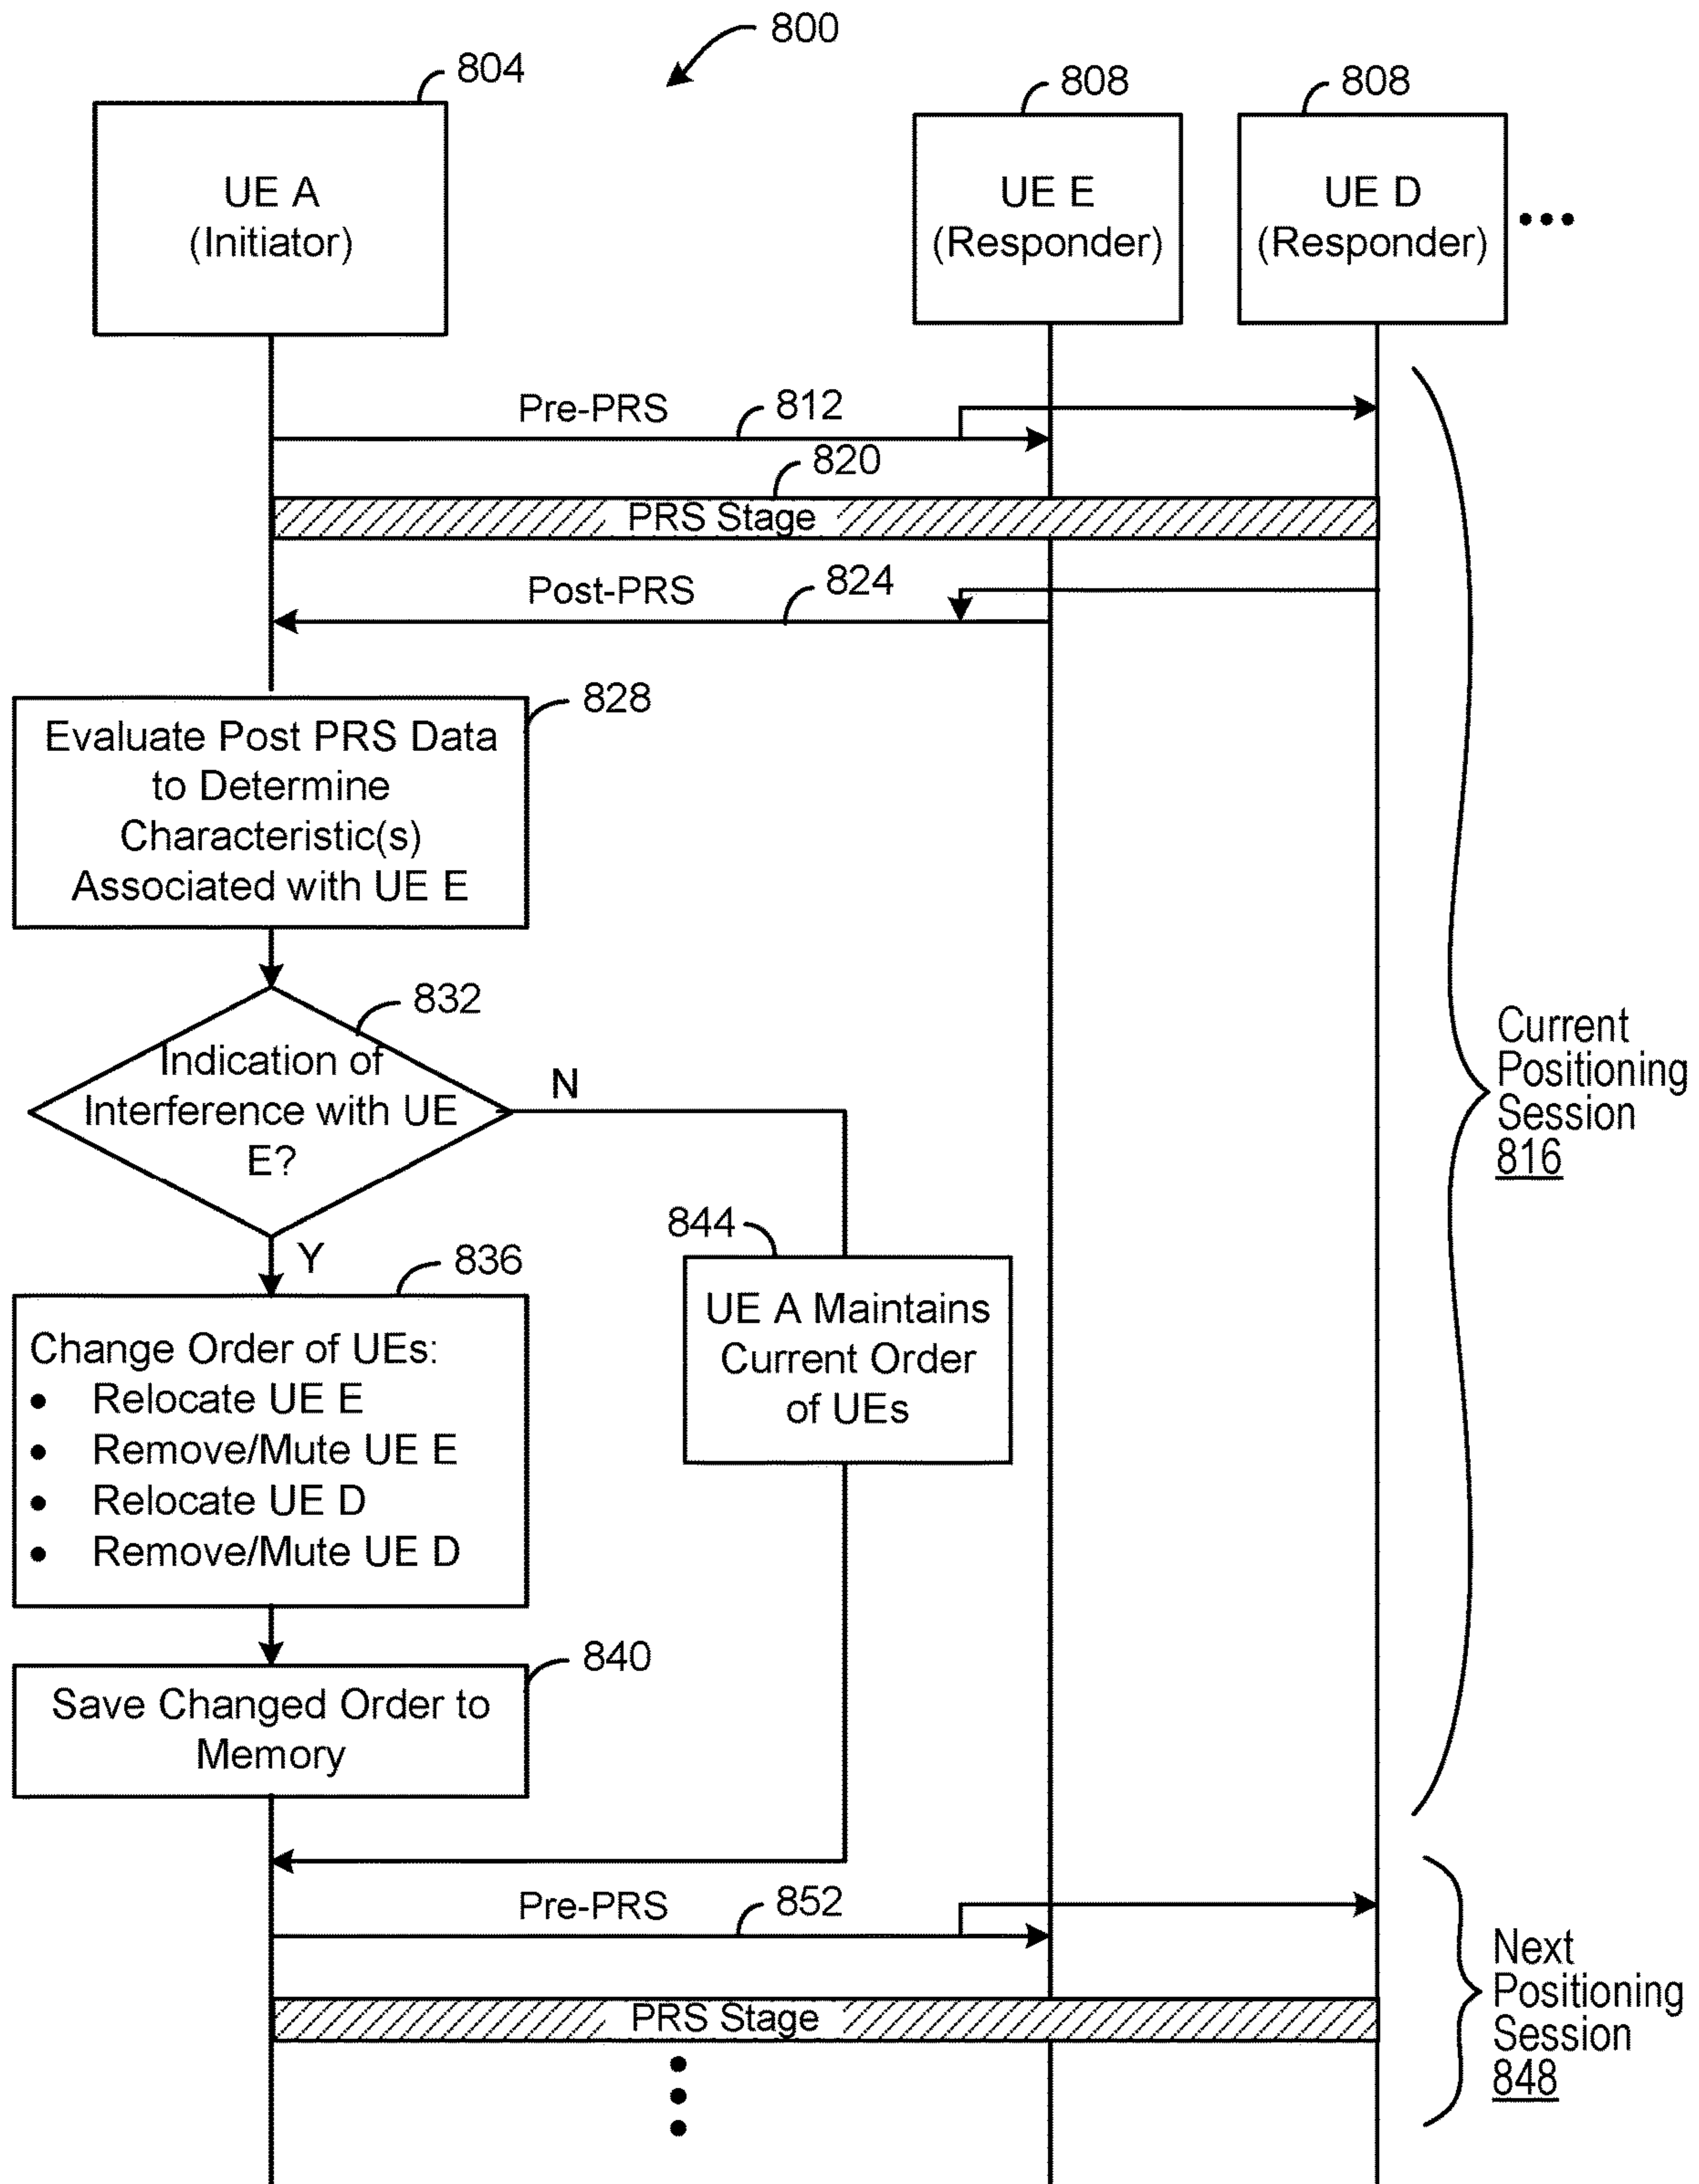 800
804
808
808
UE A
(Initiator)
UE E
(Responder)
UE D
(Responder)
Pre-PRS
812
820
PRS Stage
Post-PRS
824
828
Evaluate Post PRS Data
to Determine
Characteristic(s)
Associated with UE E
832
Indication of
Interference with UE
E?
N
Y
Current
Positioning
Session
816
844
UE A Maintains
Current Order
of UEs
836
Change Order of UEs:
• Relocate UE E
• Remove/Mute UE E
• Relocate UE D
• Remove/Mute UE D
840
Save Changed Order to
Memory
Pre-PRS
852
PRS Stage
Next
Positioning
Session
848